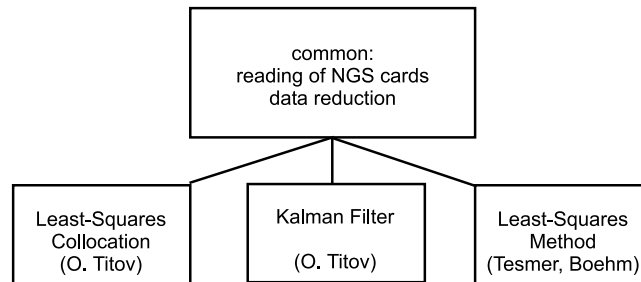 common:
reading of NGS cards
data reduction
Least-Squares
Collocation
(O. Titov)
Kalman Filter
(O. Titov)
Least-Squares
Method
(Tesmer, Boehm)